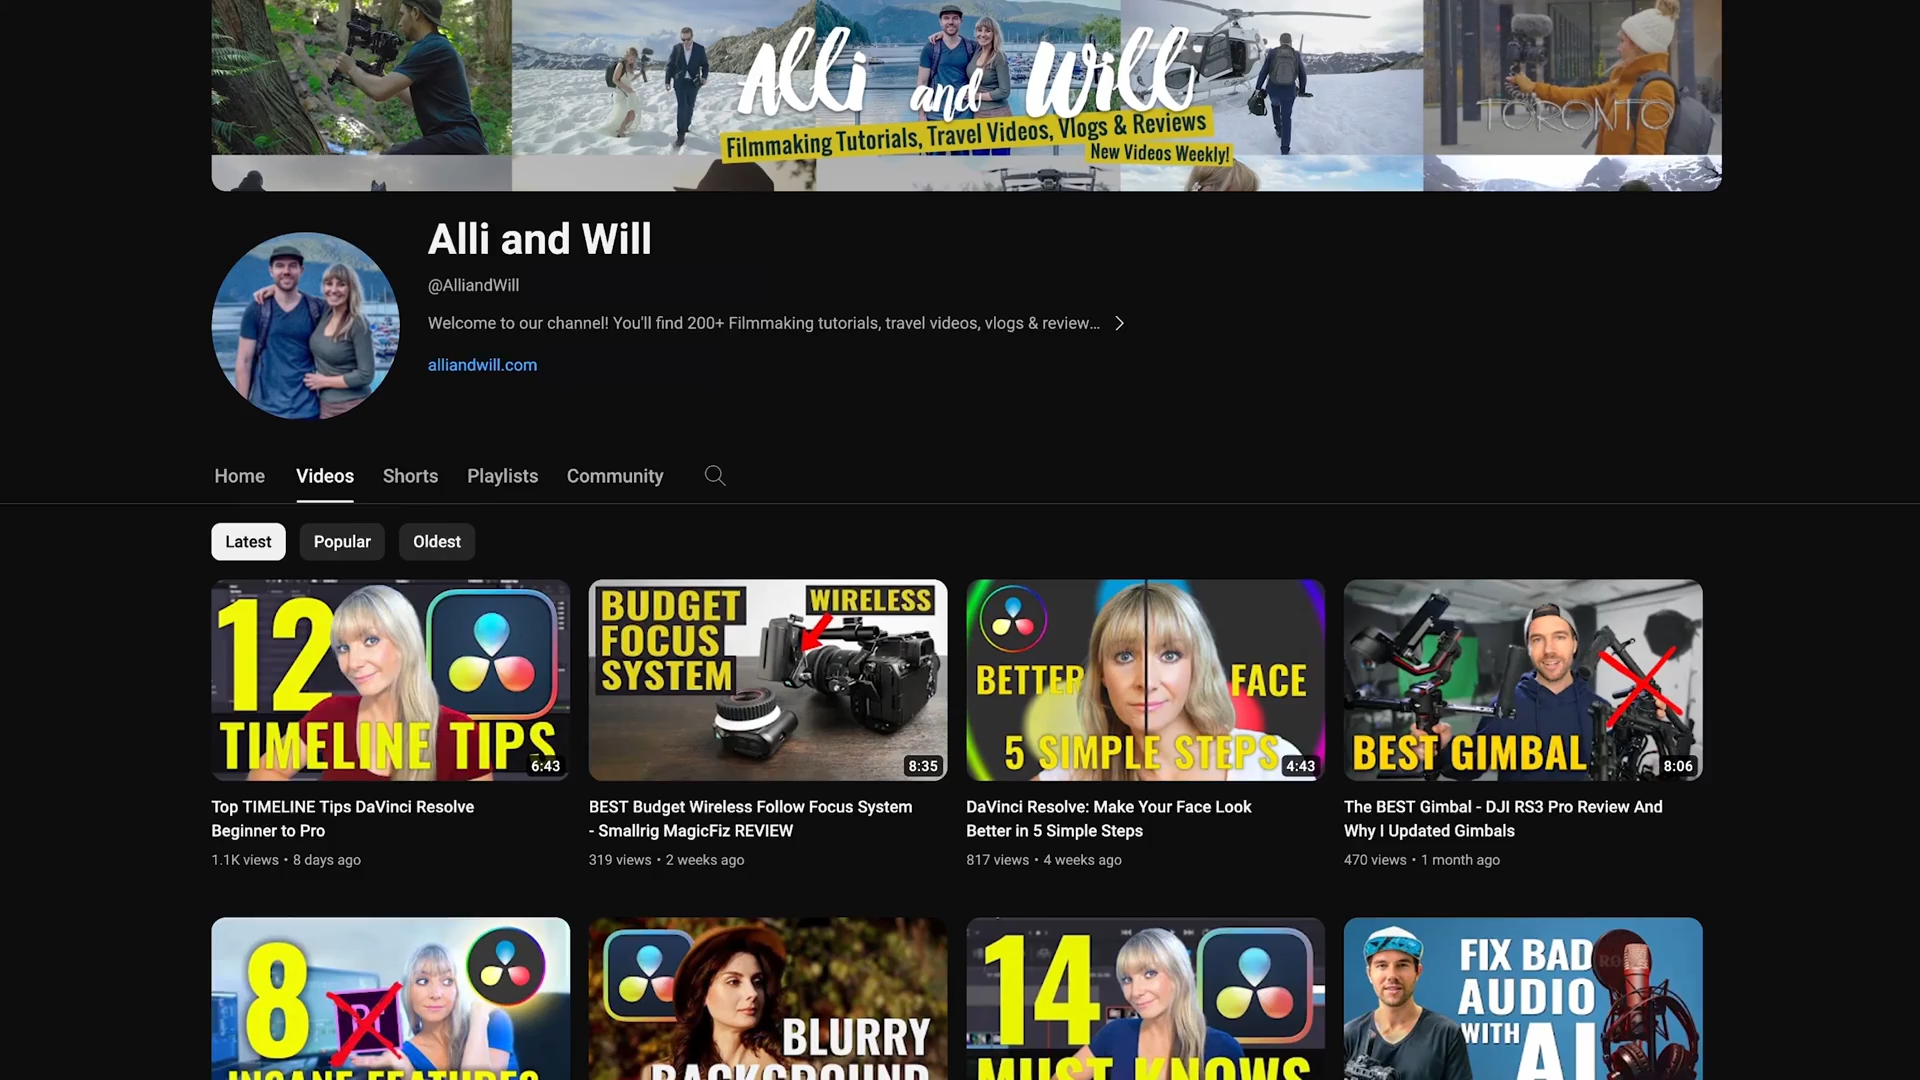 Alli and Will
Filmmaking Tutorials, Travel Videos, Vlogs & Reviews
New Videos Weekly!
TORONTO
Alli and Will
@AlliandWill
Welcome to our channel! You'll find 200+ Filmmaking tutorials, travel videos, vlogs & review...
alliandwill.com
Home Videos Shorts Playlists Community
Latest Popular Oldest
12
TIMELINE TIPS
6:43
BUDGET
FOCUS
SYSTEM
WIRELESS
8:35
BETTER FACE
5 SIMPLE STEPS
4:43
BEST GIMBAL
8:06
Top TIMELINE Tips DaVinci Resolve
Beginner to Pro
1.1K views • 8 days ago
BEST Budget Wireless Follow Focus System
- Smallrig MagicFiz REVIEW
319 views • 2 weeks ago
DaVinci Resolve: Make Your Face Look
Better in 5 Simple Steps
817 views • 4 weeks ago
The BEST Gimbal - DJI RS3 Pro Review And
Why I Updated Gimbals
470 views • 1 month ago
8
INSANE FEATURES
BLURRY
BACKGROUND
14
MUST KNOWS
FIX BAD
AUDIO
WITH AI